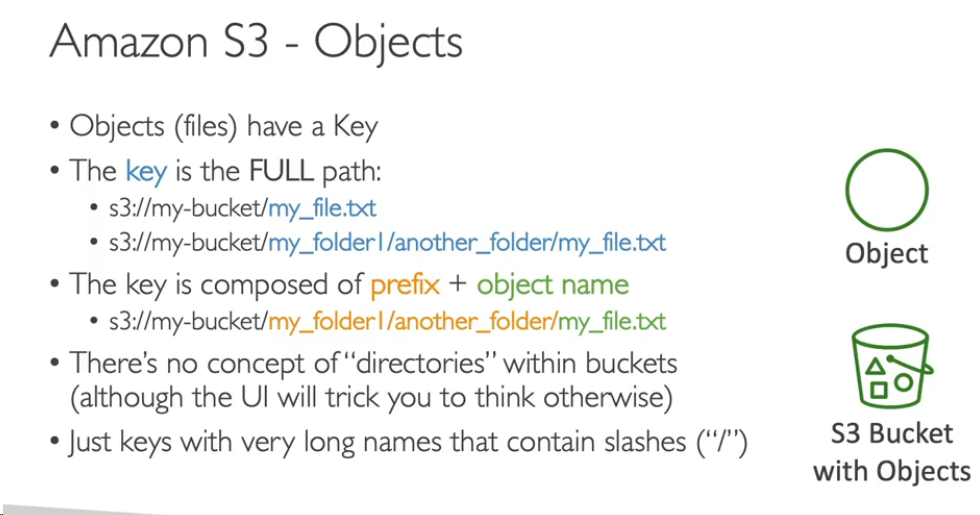 Amazon S3 - Objects
• Objects (files) have a Key
• The key is the FULL path:
• s3://my-bucket/my_file.txt
• s3://my-bucket/my_folder1/another_folder/my_file.txt
• The key is composed of prefix + object name
• s3://my-bucket/my_folder1/another_folder/my_file.txt
• There's no concept of “directories” within buckets
(although the UI will trick you to think otherwise)
• Just keys with very long names that contain slashes (“/”)
Object
S3 Bucket
with Objects